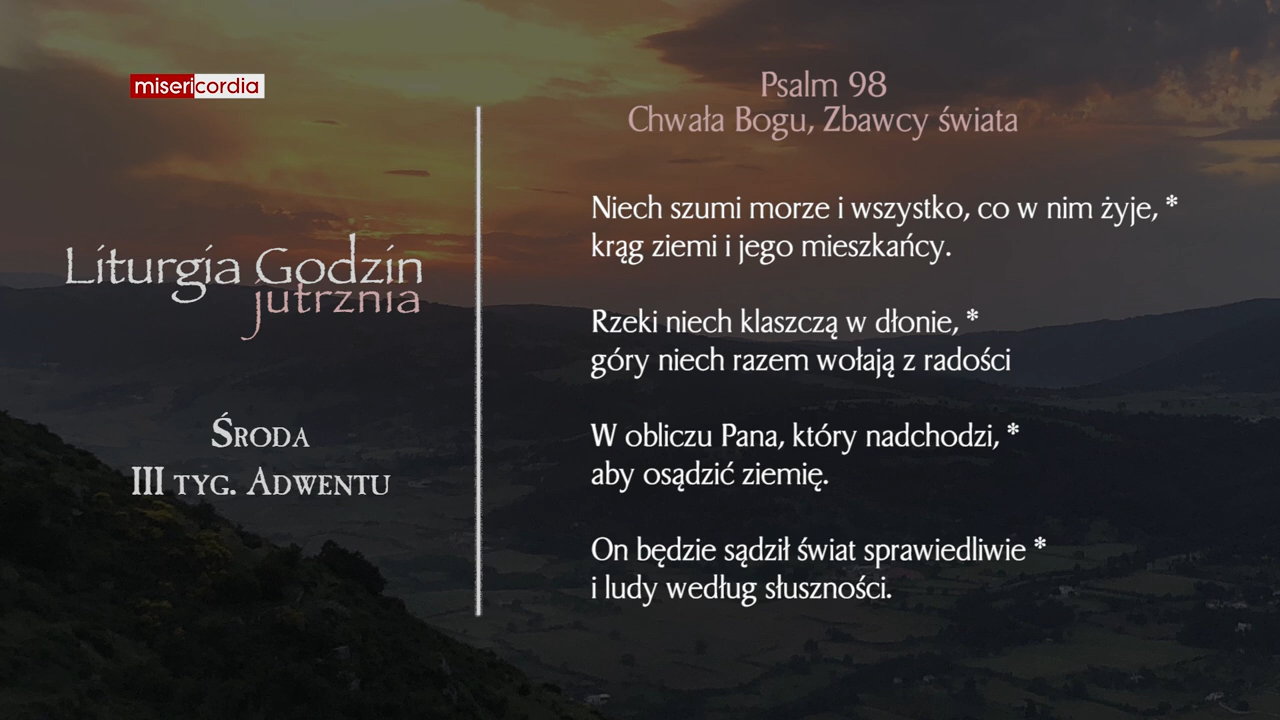 misericordia
Liturgia Godzin
jutrznia
Środa
III tyg. Adwentu
Psalm 98
Chwała Bogu, Zbawcy świata
Niech szumi morze i wszystko, co w nim żyje, *
krąg ziemi i jego mieszkańcy.
Rzeki niech klaszczą w dłonie, *
góry niech razem wołają z radości
W obliczu Pana, który nadchodzi, *
aby osądzić ziemię.
On będzie sądził świat sprawiedliwie *
i ludy według słuszności.